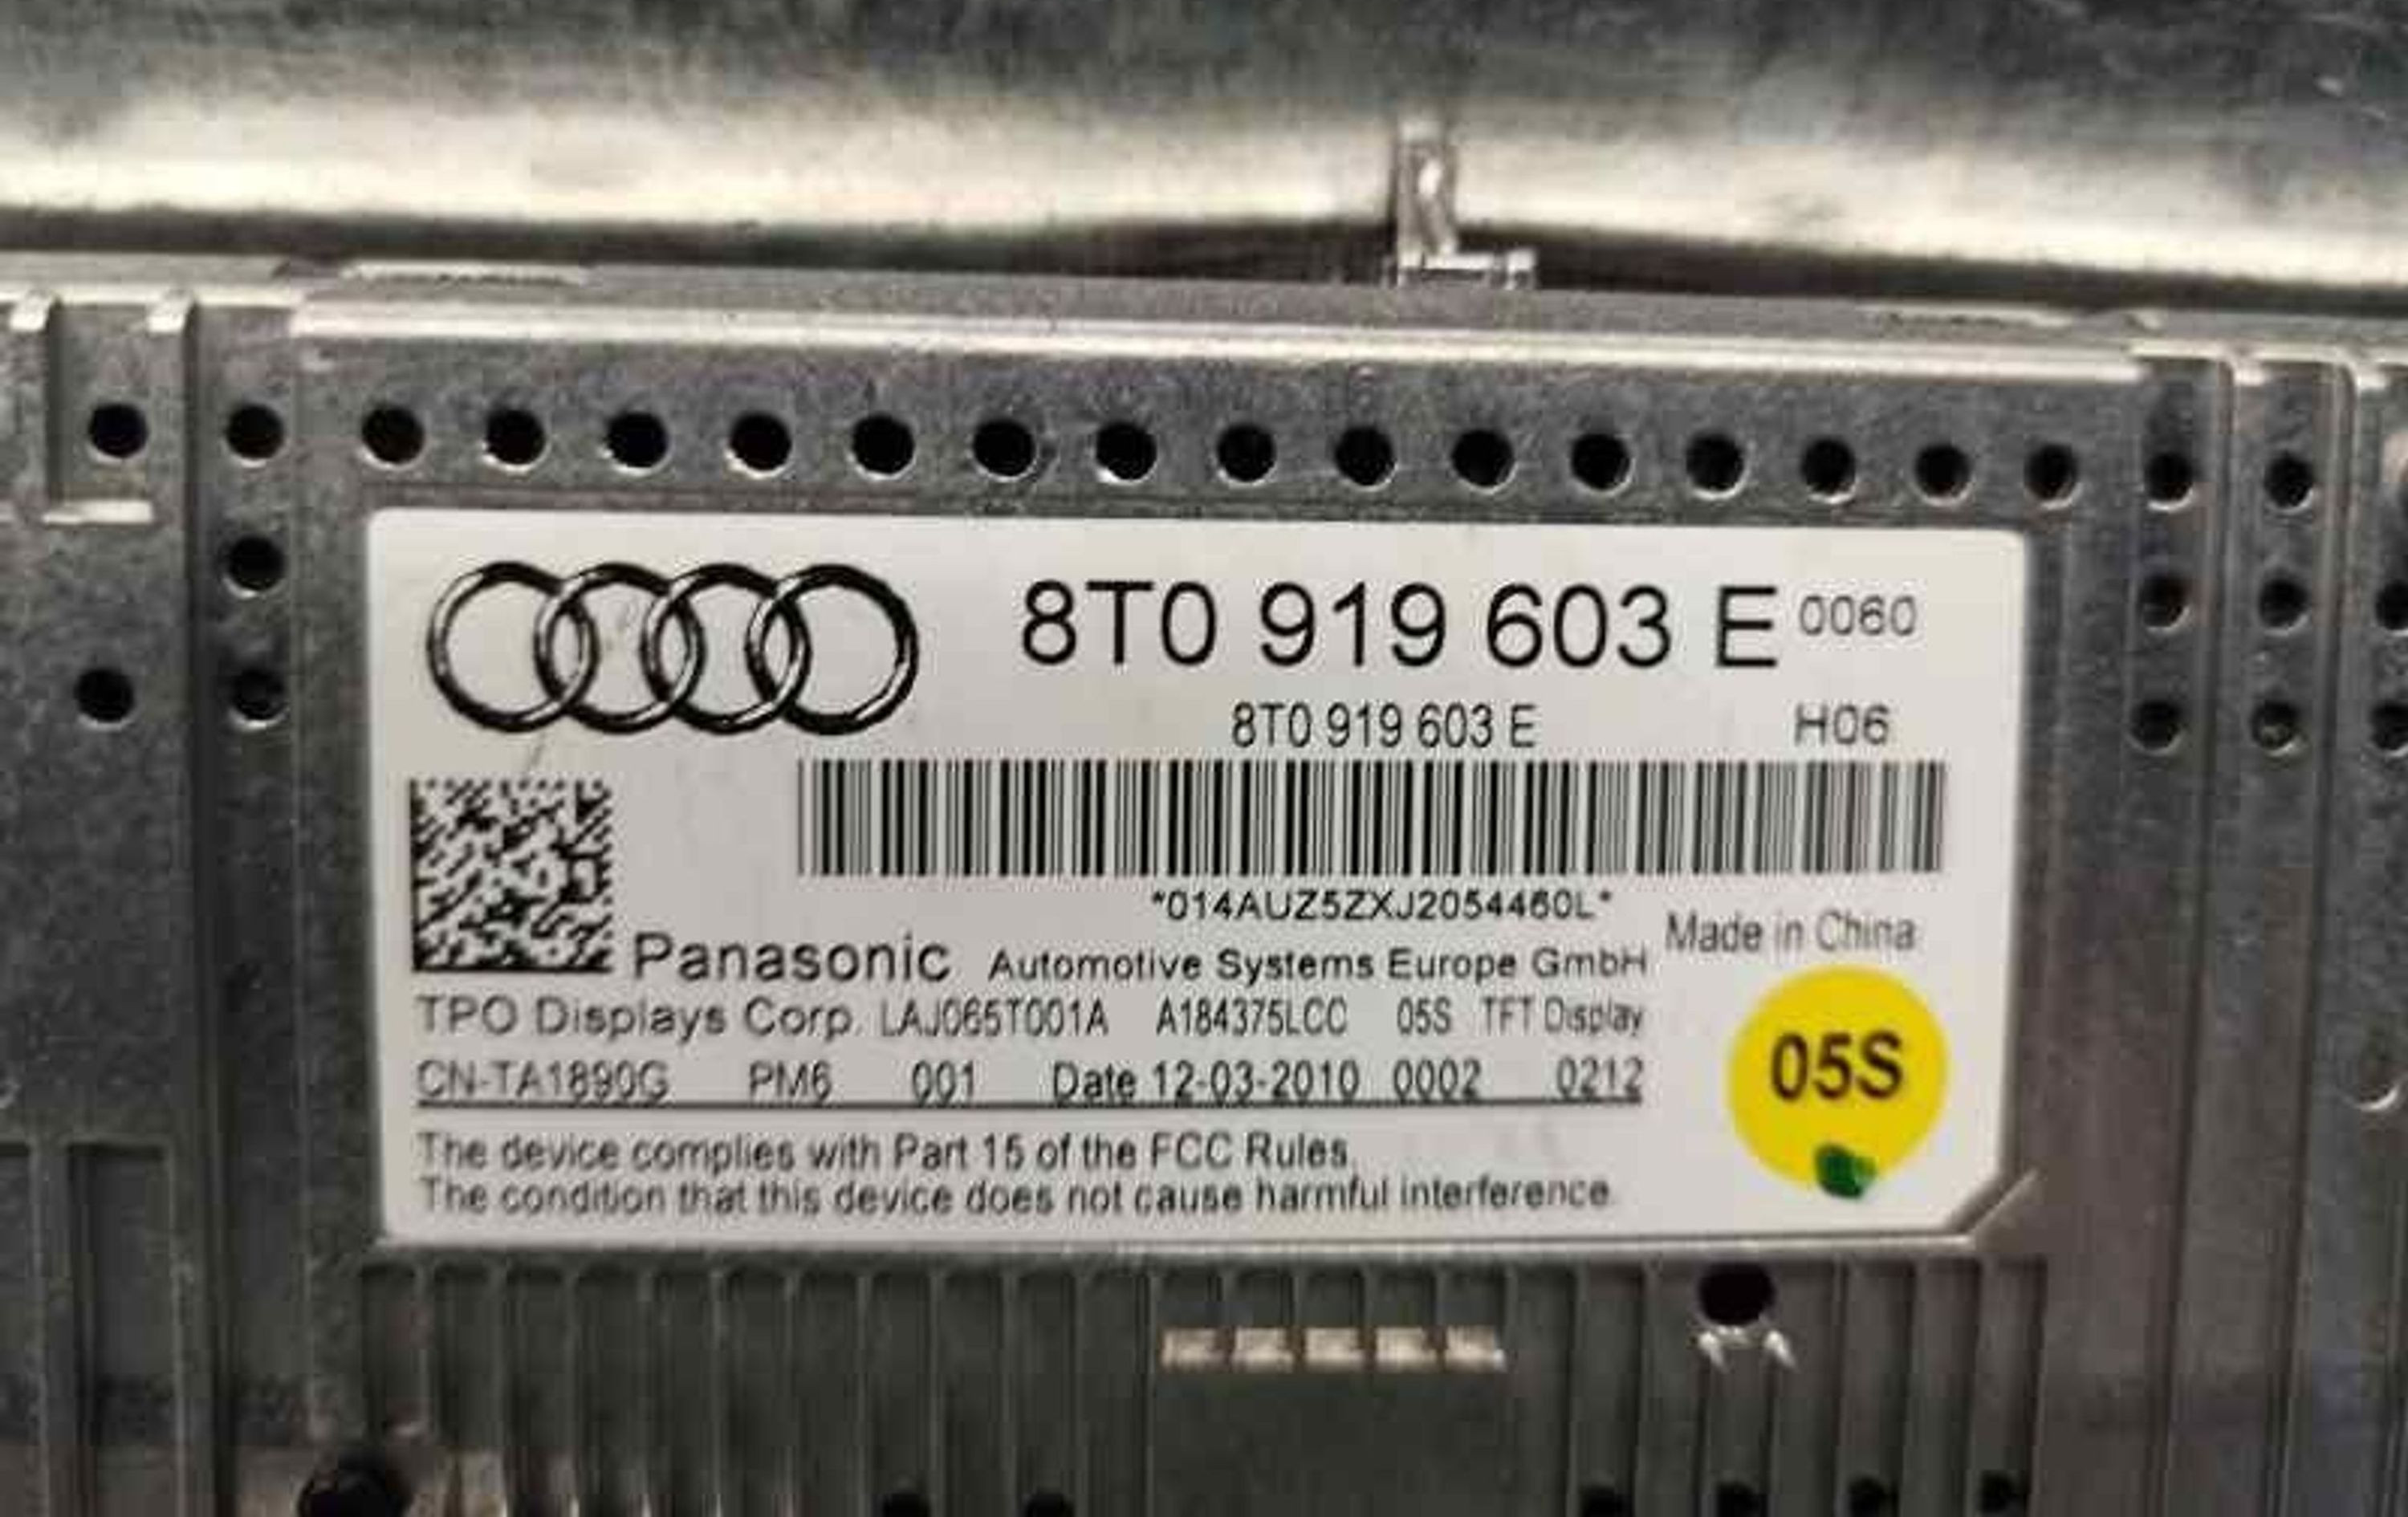 8T0 919 603 E 0060
8T0 919 603 E H06
*014AUZ5ZXJ2054460L*
Made in China
Panasonic Automotive Systems Europe GmbH
TPO Displays Corp. LAJ065T001A A184375LCC 05S TFT Display
CN-TA1890G PM6 001 Date 12-03-2010 0002 0212
05S
The device complies with Part 15 of the FCC Rules
The condition that this device does not cause harmful interference.